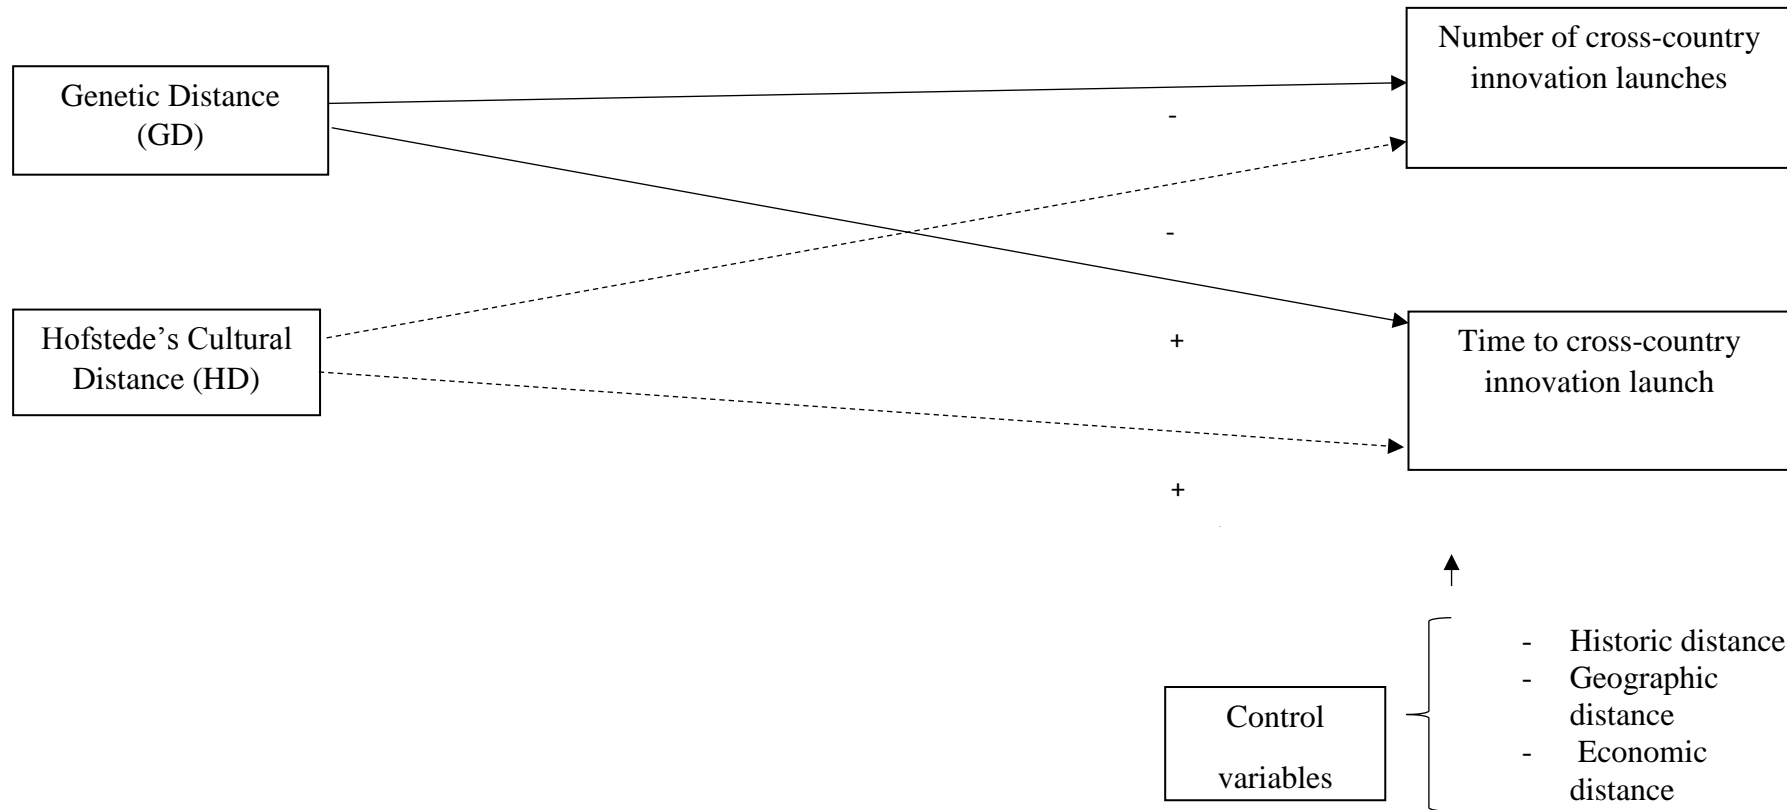 Genetic Distance
(GD)
Number of cross-country
innovation launches
-
-
Hofstede’s Cultural
Distance (HD)
+
Time to cross-country
innovation launch
+
Control
variables
- Historic distance
- Geographic
distance
- Economic
distance